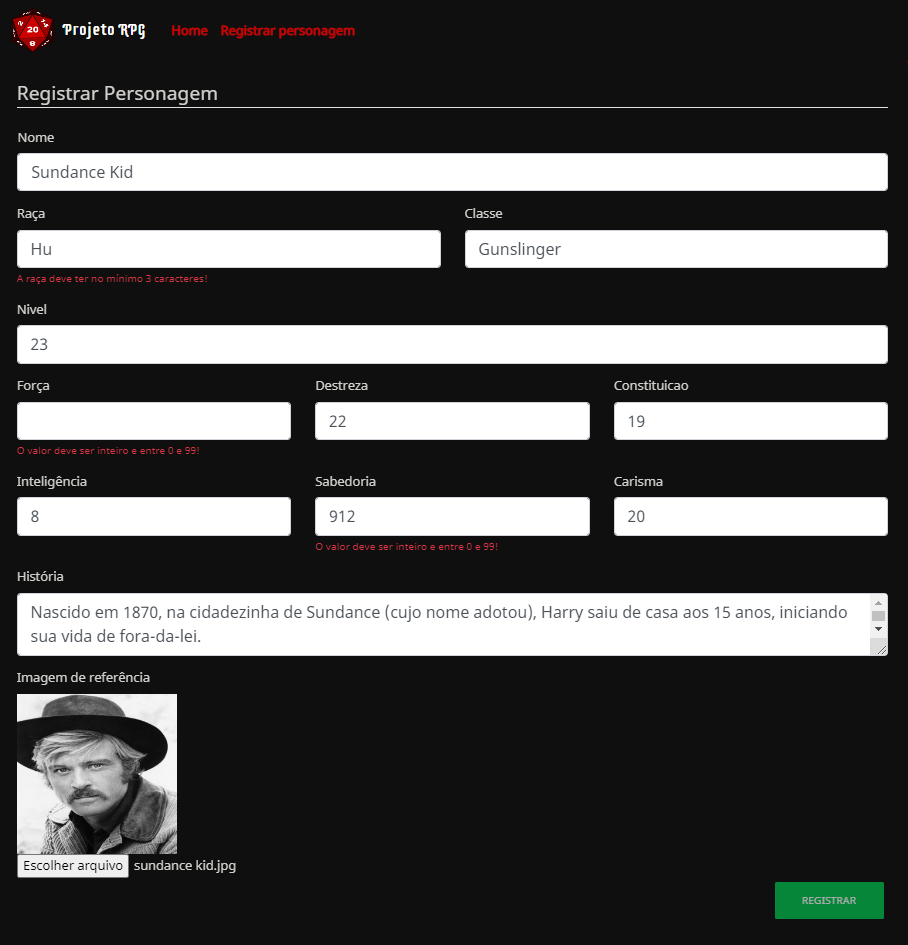 20
8
Projeto RPG
Home
Registrar personagem
Registrar Personagem
Nome
Sundance Kid
Raça
Classe
Hu
Gunslinger
A raça deve ter no mínimo 3 caracteres!
Nivel
23
Força
Destreza
Constituicao
22
19
O valor deve ser inteiro e entre 0 e 99!
Inteligência
Sabedoria
Carisma
8
912
20
O valor deve ser inteiro e entre 0 e 99!
História
Nascido em 1870, na cidadezinha de Sundance (cujo nome adotou), Harry saiu de casa aos 15 anos, iniciando
sua vida de fora-da-lei.
Imagem de referência
Escolher arquivo
sundance kid.jpg
REGISTRAR